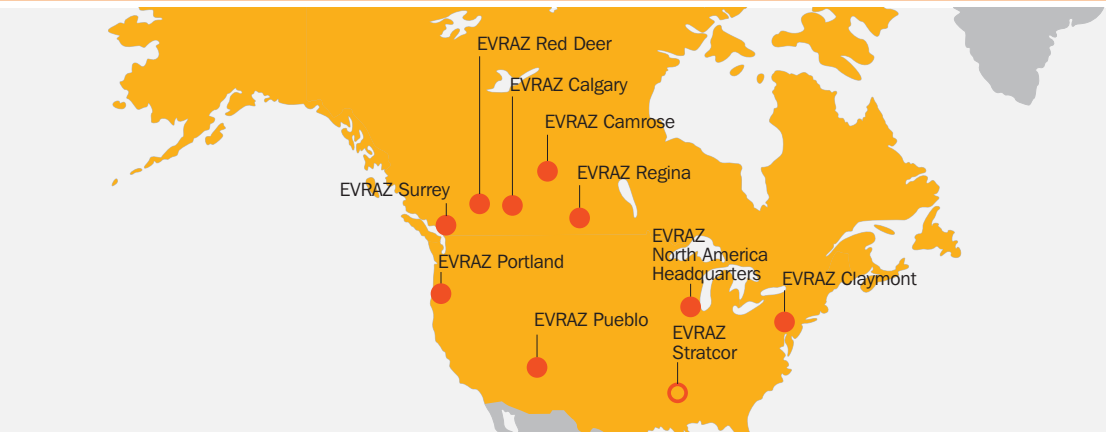 EVRAZ Red Deer
EVRAZ Calgary
EVRAZ Camrose
EVRAZ Regina
EVRAZ Surrey
EVRAZ
North America
Headquarters
EVRAZ Portland
EVRAZ Claymont
EVRAZ Pueblo
EVRAZ
Stratcor